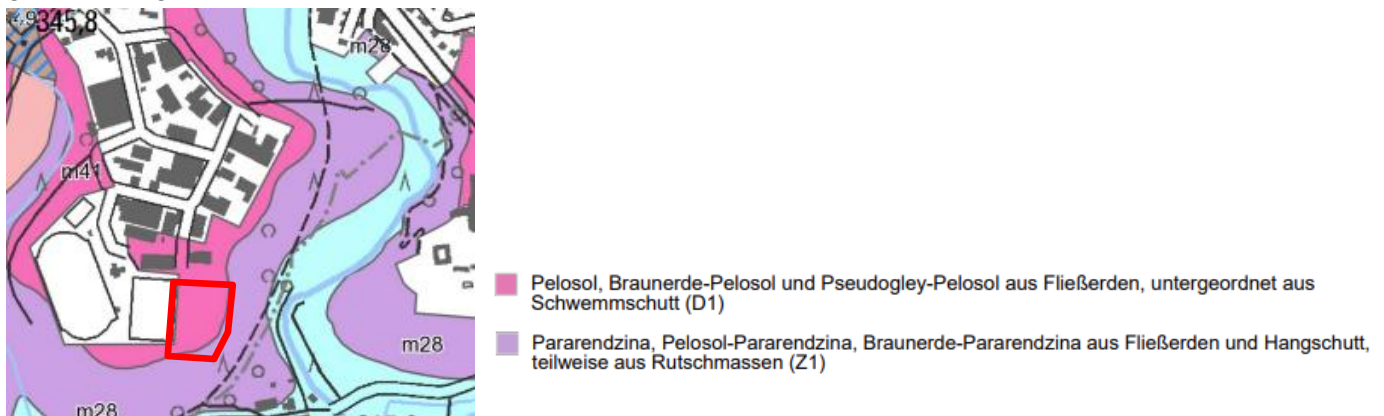 345,8
m28
m41
m28
m28
Pelosol, Braunerde-Pelosol und Pseudogley-Pelosol aus Fließerden, untergeordnet aus
Schwemmschutt (D1)
Pararendzina, Pelosol-Pararendzina, Braunerde-Pararendzina aus Fließerden und Hangschutt,
teilweise aus Rutschmassen (Z1)